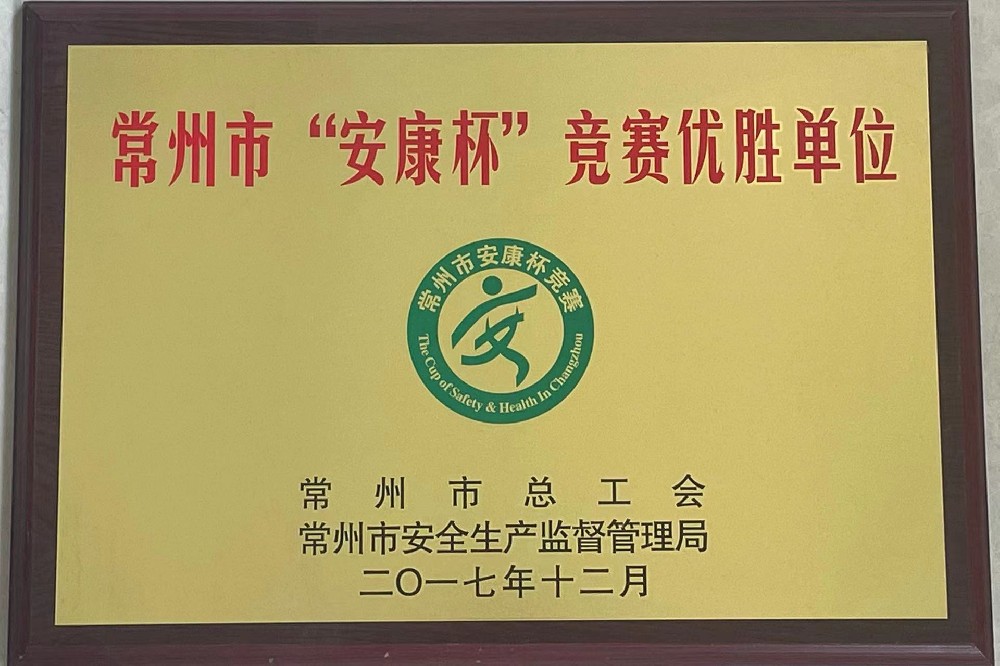 常州市“安康杯”竞赛优胜单位
常州市安康杯竞赛
The Cup of Safety & Health In Changzhou
常州市总工会
常州市安全生产监督管理局
二〇一七年十二月